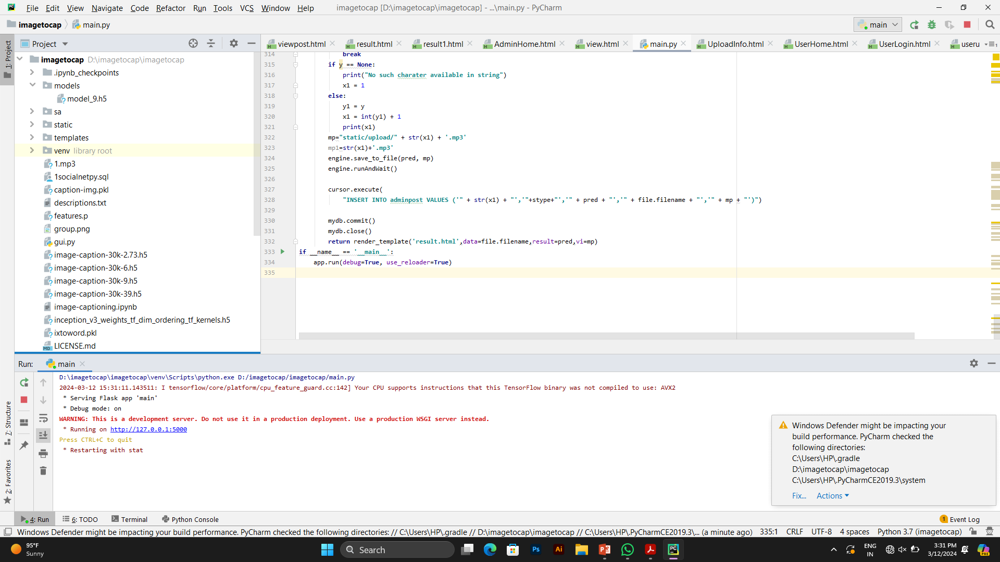 File Edit View Navigate Code Refactor Run Tools VCS Window Help imagetocap [D:\imagetocap\imagetocap] - ...\main.py - PyCharm
imagetocap main.py main
1: Project
Project
viewpost.html result.html result1.html AdminHome.html view.html main.py UploadInfo.html UserHome.html UserLogin.html useru
imagetocap D:\imagetocap\imagetocap
.ipynb_checkpoints
models
model_9.h5
sa
static
templates
venv library root
1.mp3
1socialnetpy.sql
caption-img.pkl
descriptions.txt
features.p
group.png
gui.py
image-caption-30k-2.73.h5
image-caption-30k-6.h5
image-caption-30k-9.h5
image-caption-30k-39.h5
image-captioning.ipynb
inception_v3_weights_tf_dim_ordering_tf_kernels.h5
ixtoword.pkl
LICENSE.md
314 break
315 if y == None:
316 print("No such charater available in string")
317 x1 = 1
318 else:
319 y1 = y
320 x1 = int(y1) + 1
321 print(x1)
322 mp="static/upload/" + str(x1) + '.mp3'
323 mp1=str(x1)+'.mp3'
324 engine.save_to_file(pred, mp)
325 engine.runAndWait()
326
327 cursor.execute(
328 "INSERT INTO adminpost VALUES ('" + str(x1) + "','"+stype+"','" + pred + "','" + file.filename + "','" + mp + "')")
329
330 mydb.commit()
331 mydb.close()
332 return render_template('result.html',data=file.filename,result=pred,vi=mp)
333 if __name__ == '__main__':
334 app.run(debug=True, use_reloader=True)
335
Run: main
D:\imagetocap\imagetocap\venv\Scripts\python.exe D:/imagetocap/imagetocap/main.py
2024-03-12 15:31:11.143511: I tensorflow/core/platform/cpu_feature_guard.cc:142] Your CPU supports instructions that this TensorFlow binary was not compiled to use: AVX2
* Serving Flask app 'main'
* Debug mode: on
WARNING: This is a development server. Do not use it in a production deployment. Use a production WSGI server instead.
* Running on http://127.0.0.1:5000
Press CTRL+C to quit
* Restarting with stat
7: Structure
2: Favorites
Windows Defender might be impacting your
build performance. PyCharm checked the
following directories:
C:\Users\HP\.gradle
D:\imagetocap\imagetocap
C:\Users\HP\.PyCharmCE2019.3\system
Fix... Actions
4: Run 6: TODO Terminal Python Console 1 Event Log
Windows Defender might be impacting your build performance. PyCharm checked the following directories: // C:\Users\HP\.gradle // D:\imagetocap\imagetocap // C:\Users\HP\.PyCharmCE2019.3\... (a minute ago) 335:1 CRLF UTF-8 4 spaces Python 3.7 (imagetocap)
95°F
Sunny
Search
Ps Ai PC
ENG
IN
3:31 PM
3/12/2024
PRE